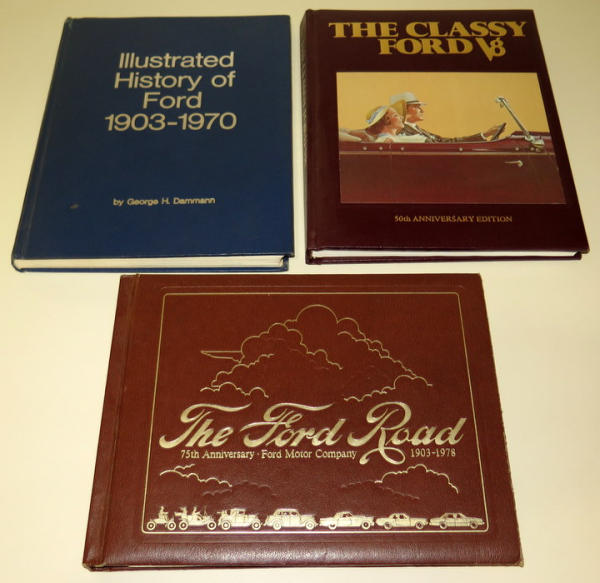 Illustrated
History of
Ford
1903-1970
by George H. Dammann
THE CLASSY
FORD V8
50th ANNIVERSARY EDITION
The Ford Road
75th Anniversary · Ford Motor Company 1903-1978